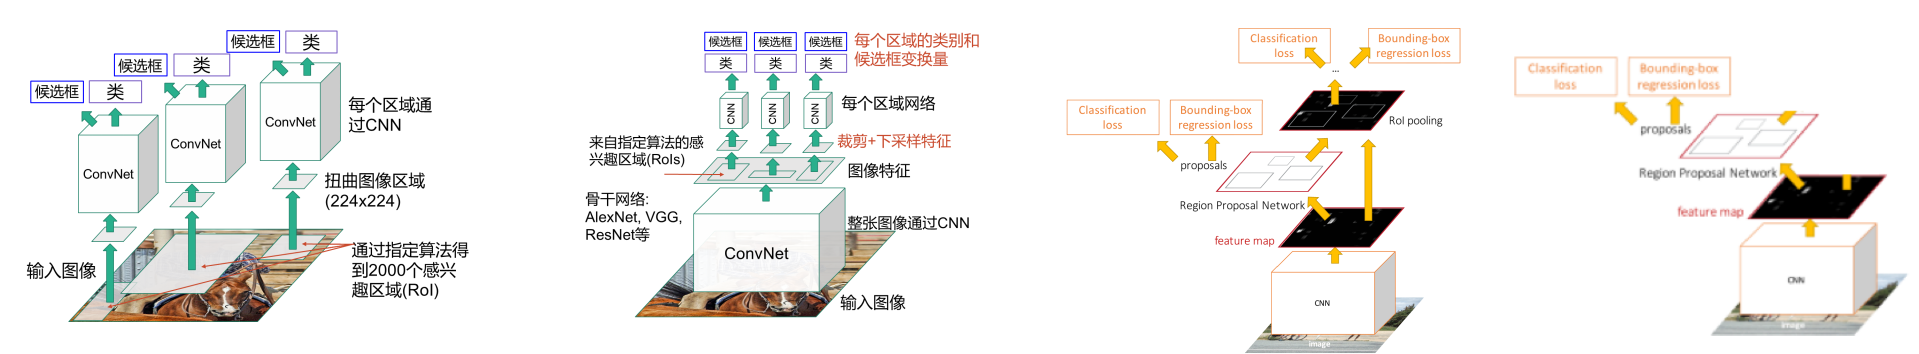 候选框
类
候选框
类
候选框
类
ConvNet
ConvNet
ConvNet
每个区域通
过CNN
扭曲图像区域
(224x224)
输入图像
通过指定算法得
到2000个感兴
趣区域(RoI)
候选框
候选框
候选框
类
类
类
每个区域的类别和
候选框变换量
CNN
CNN
CNN
每个区域网络
来自指定算法的感
兴趣区域(RoIs)
裁剪+下采样特征
图像特征
骨干网络:
AlexNet, VGG,
ResNet等
ConvNet
整张图像通过CNN
输入图像
Classification
loss
Bounding-box
regression loss
...
Classification
loss
Bounding-box
regression loss
RoI pooling
proposals
Region Proposal Network
feature map
CNN
image
Classification
loss
Bounding-box
regression loss
proposals
Region Proposal Network
feature map
CNN
image